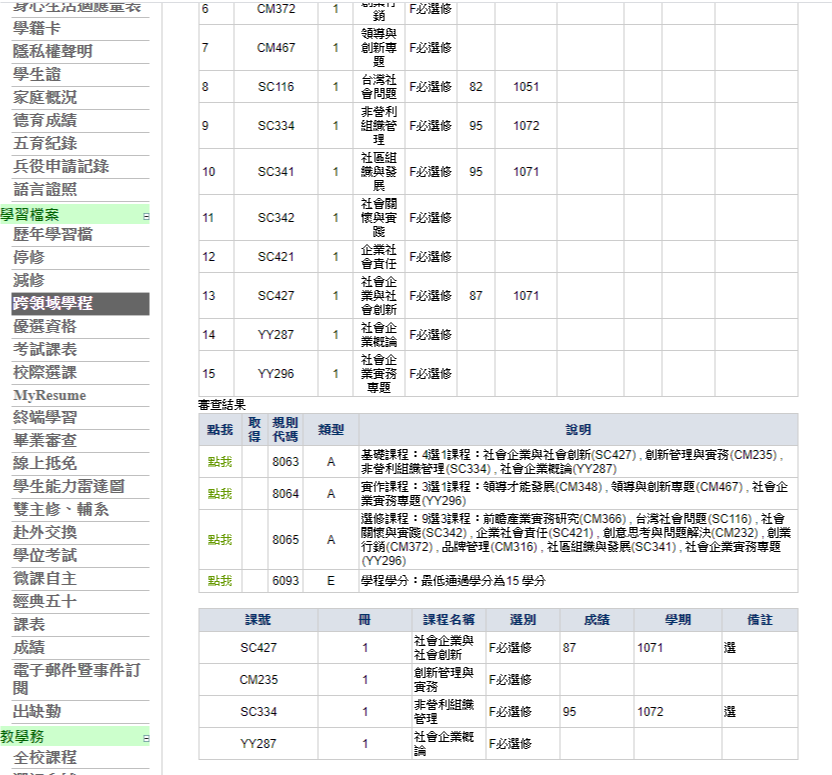 身心生活適應量表
學籍卡
隱私權聲明
學生證
家庭概況
德育成績
五育紀錄
兵役申請記錄
語言證照
學習檔案
歷年學習檔
停修
減修
跨領域學程
優選資格
考試課表
校際選課
MyResume
終端學習
畢業審查
線上抵免
學生能力雷達圖
雙主修、輔系
赴外交換
學位考試
微課自主
經典五十
課表
成績
電子郵件暨事件訂
閱
出缺勤
教學務
全校課程
6 CM372 1 創業行
銷 F必選修
7 CM467 1 領導與
創新專
題 F必選修
8 SC116 1 台灣社
會問題 F必選修 82 1051
9 SC334 1 非營利
組織管
理 F必選修 95 1072
10 SC341 1 社區組
織與發
展 F必選修 95 1071
11 SC342 1 社會關
懷與實
踐 F必選修
12 SC421 1 企業社
會責任 F必選修
13 SC427 1 社會企
業與社
會創新 F必選修 87 1071
14 YY287 1 社會企
業概論 F必選修
15 YY296 1 社會企
業實務
專題 F必選修
審查結果
點我 取
得 規則
代碼 類型 說明
點我 8063 A 基礎課程：4選1課程：社會企業與社會創新(SC427) , 創新管理與實務(CM235) ,
非營利組織管理(SC334) , 社會企業概論(YY287)
點我 8064 A 實作課程：3選1課程：領導才能發展(CM348) , 領導與創新專題(CM467) , 社會企
業實務專題(YY296)
點我 8065 A 選修課程：9選3課程：前瞻產業實務研究(CM366) , 台灣社會問題(SC116) , 社會
關懷與實踐(SC342) , 企業社會責任(SC421) , 創意思考與問題解決(CM232) , 創業
行銷(CM372) , 品牌管理(CM316) , 社區組織與發展(SC341) , 社會企業實務專題
(YY296)
點我 6093 E 學程學分：最低通過學分為15 學分
課號 冊 課程名稱 選別 成績 學期 備註
SC427 1 社會企業與
社會創新 F必選修 87 1071 選
CM235 1 創新管理與
實務 F必選修
SC334 1 非營利組織
管理 F必選修 95 1072 選
YY287 1 社會企業概
論 F必選修